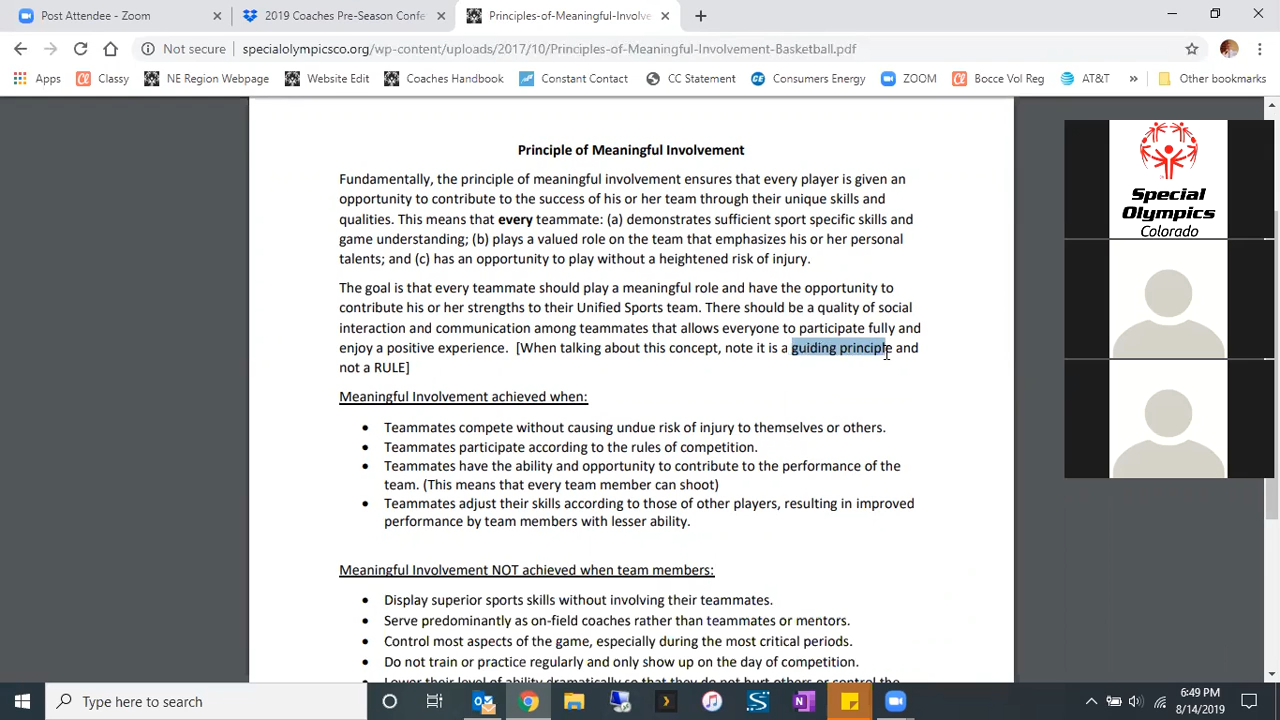 Post Attendee - Zoom
2019 Coaches Pre-Season Confe
Principles-of-Meaningful-Involve
Not secure
specialolympicsco.org/wp-content/uploads/2017/10/Principles-of-Meaningful-Involvement-Basketball.pdf
Apps
Classy
NE Region Webpage
Website Edit
Coaches Handbook
Constant Contact
CC Statement
Consumers Energy
ZOOM
Bocce Vol Reg
AT&T
»
Other bookmarks
Principle of Meaningful Involvement
Fundamentally, the principle of meaningful involvement ensures that every player is given an
opportunity to contribute to the success of his or her team through their unique skills and
qualities. This means that every teammate: (a) demonstrates sufficient sport specific skills and
game understanding; (b) plays a valued role on the team that emphasizes his or her personal
talents; and (c) has an opportunity to play without a heightened risk of injury.
The goal is that every teammate should play a meaningful role and have the opportunity to
contribute his or her strengths to their Unified Sports team. There should be a quality of social
interaction and communication among teammates that allows everyone to participate fully and
enjoy a positive experience. [When talking about this concept, note it is a guiding principle and
not a RULE]
Meaningful Involvement achieved when:
• Teammates compete without causing undue risk of injury to themselves or others.
• Teammates participate according to the rules of competition.
• Teammates have the ability and opportunity to contribute to the performance of the
team. (This means that every team member can shoot)
• Teammates adjust their skills according to those of other players, resulting in improved
performance by team members with lesser ability.
Meaningful Involvement NOT achieved when team members:
• Display superior sports skills without involving their teammates.
• Serve predominantly as on-field coaches rather than teammates or mentors.
• Control most aspects of the game, especially during the most critical periods.
• Do not train or practice regularly and only show up on the day of competition.
• Lower their level of ability dramatically so that they do not hurt others or control the
Special
Olympics
Colorado
Type here to search
6:49 PM
8/14/2019